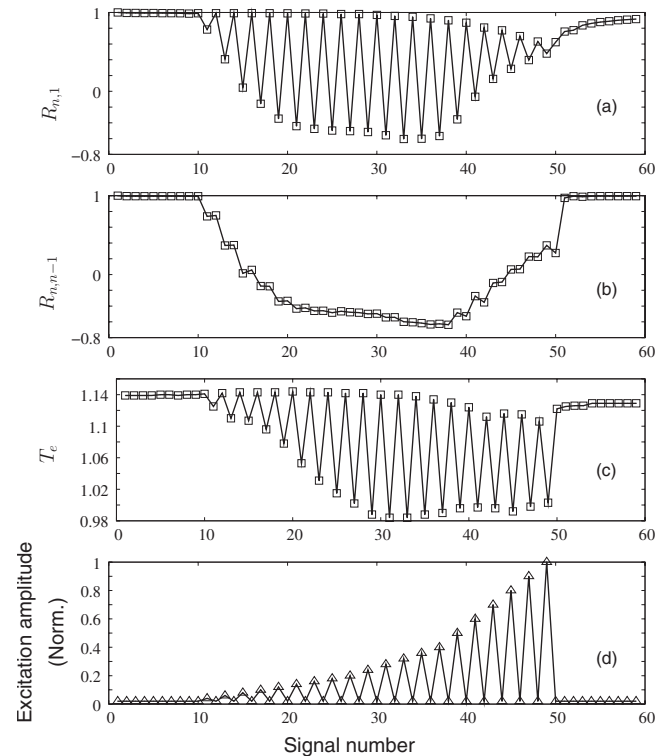 1
0
−0.8
0 10 20 30 40 50 60
R_{n,1}
(a)
1
0
−0.8
0 10 20 30 40 50 60
R_{n,n−1}
(b)
1.14
1.10
1.06
1.02
0.98
0 10 20 30 40 50 60
T_e
(c)
1
0.8
0.6
0.4
0.2
0
0 10 20 30 40 50 60
Excitation amplitude
(Norm.)
(d)
Signal number